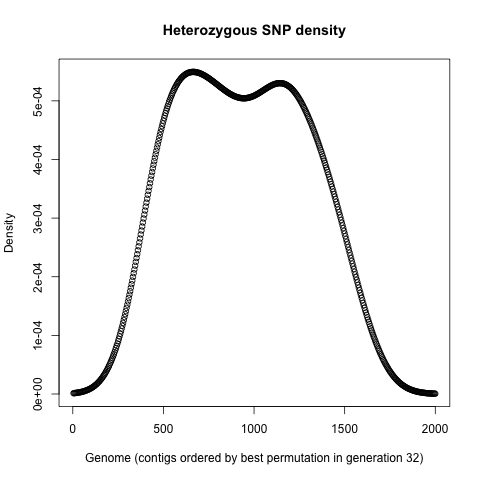 Heterozygous SNP density
Density
5e-04
4e-04
3e-04
2e-04
1e-04
0e+00
0 500 1000 1500 2000
Genome (contigs ordered by best permutation in generation 32)